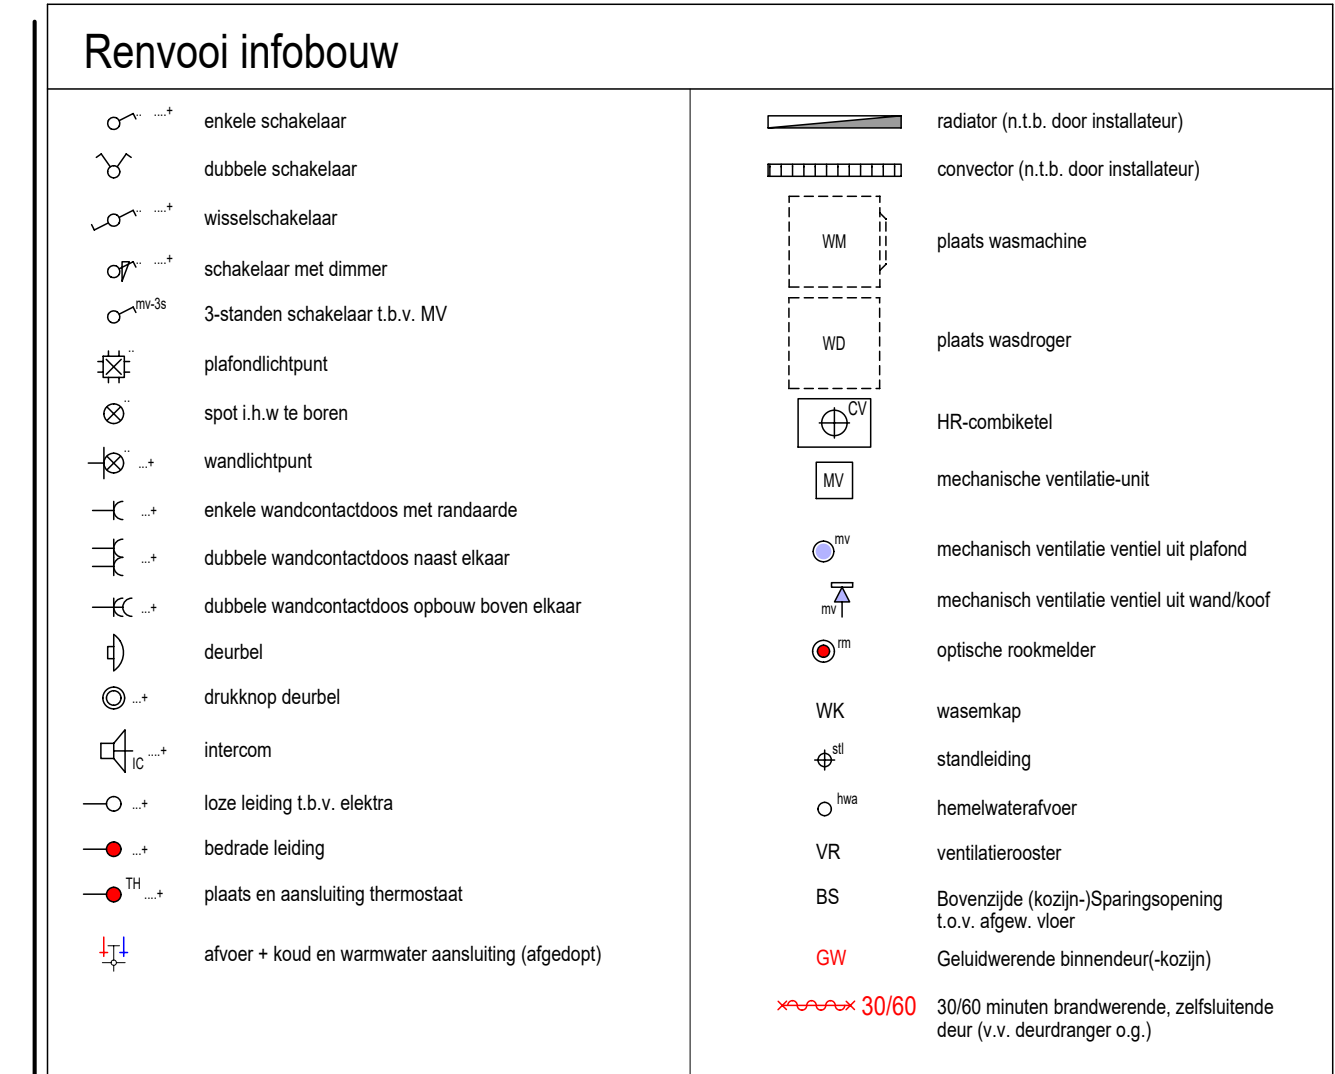 Renvooi infobouw
.. ....+ enkele schakelaar
dubbele schakelaar
.. ....+ wisselschakelaar
.. ....+ schakelaar met dimmer
mv-3s 3-standen schakelaar t.b.v. MV
.. plafondlichtpunt
.. spot i.h.w te boren
.. ...+ wandlichtpunt
...+ enkele wandcontactdoos met randaarde
...+ dubbele wandcontactdoos naast elkaar
...+ dubbele wandcontactdoos opbouw boven elkaar
deurbel
...+ drukknop deurbel
IC ....+ intercom
...+ loze leiding t.b.v. elektra
...+ bedrade leiding
TH ....+ plaats en aansluiting thermostaat
afvoer + koud en warmwater aansluiting (afgedopt)
radiator (n.t.b. door installateur)
convector (n.t.b. door installateur)
WM plaats wasmachine
WD plaats wasdroger
CV HR-combiketel
MV mechanische ventilatie-unit
mv mechanisch ventilatie ventiel uit plafond
mv mechanisch ventilatie ventiel uit wand/koof
rm optische rookmelder
WK wasemkap
stl standleiding
hwa hemelwaterafvoer
VR ventilatierooster
BS Bovenzijde (kozijn-)Sparingsopening
t.o.v. afgew. vloer
GW Geluidwerende binnendeur(-kozijn)
30/60 30/60 minuten brandwerende, zelfsluitende
deur (v.v. deurdranger o.g.)